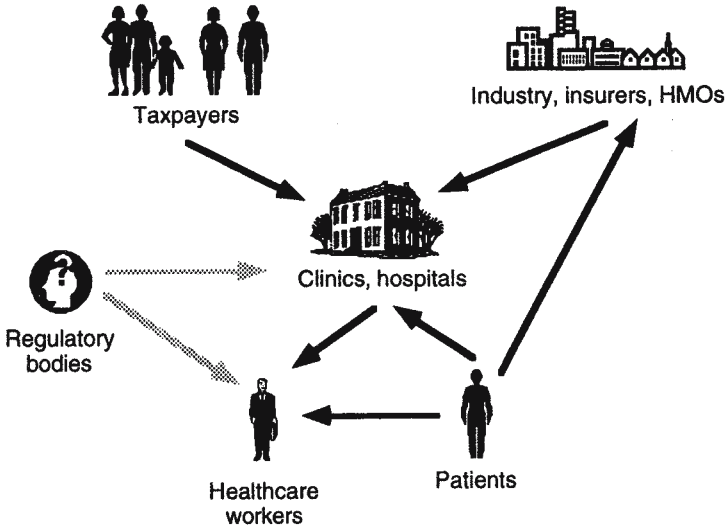 Taxpayers
Industry, insurers, HMOs
Clinics, hospitals
Regulatory
bodies
Patients
Healthcare
workers
?